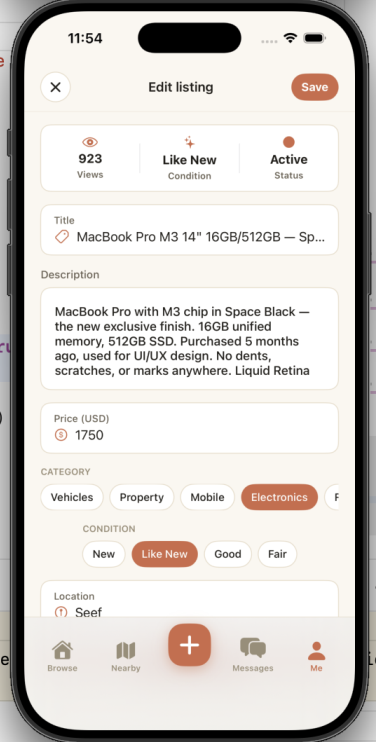 11:54
Edit listing
Save
923
Views
Like New
Condition
Active
Status
Title
MacBook Pro M3 14" 16GB/512GB — Sp...
Description
MacBook Pro with M3 chip in Space Black —
the new exclusive finish. 16GB unified
memory, 512GB SSD. Purchased 5 months
ago, used for UI/UX design. No dents,
scratches, or marks anywhere. Liquid Retina
Price (USD)
1750
CATEGORY
Vehicles Property Mobile Electronics
CONDITION
New Like New Good Fair
Location
Seef
Browse Nearby Messages Me